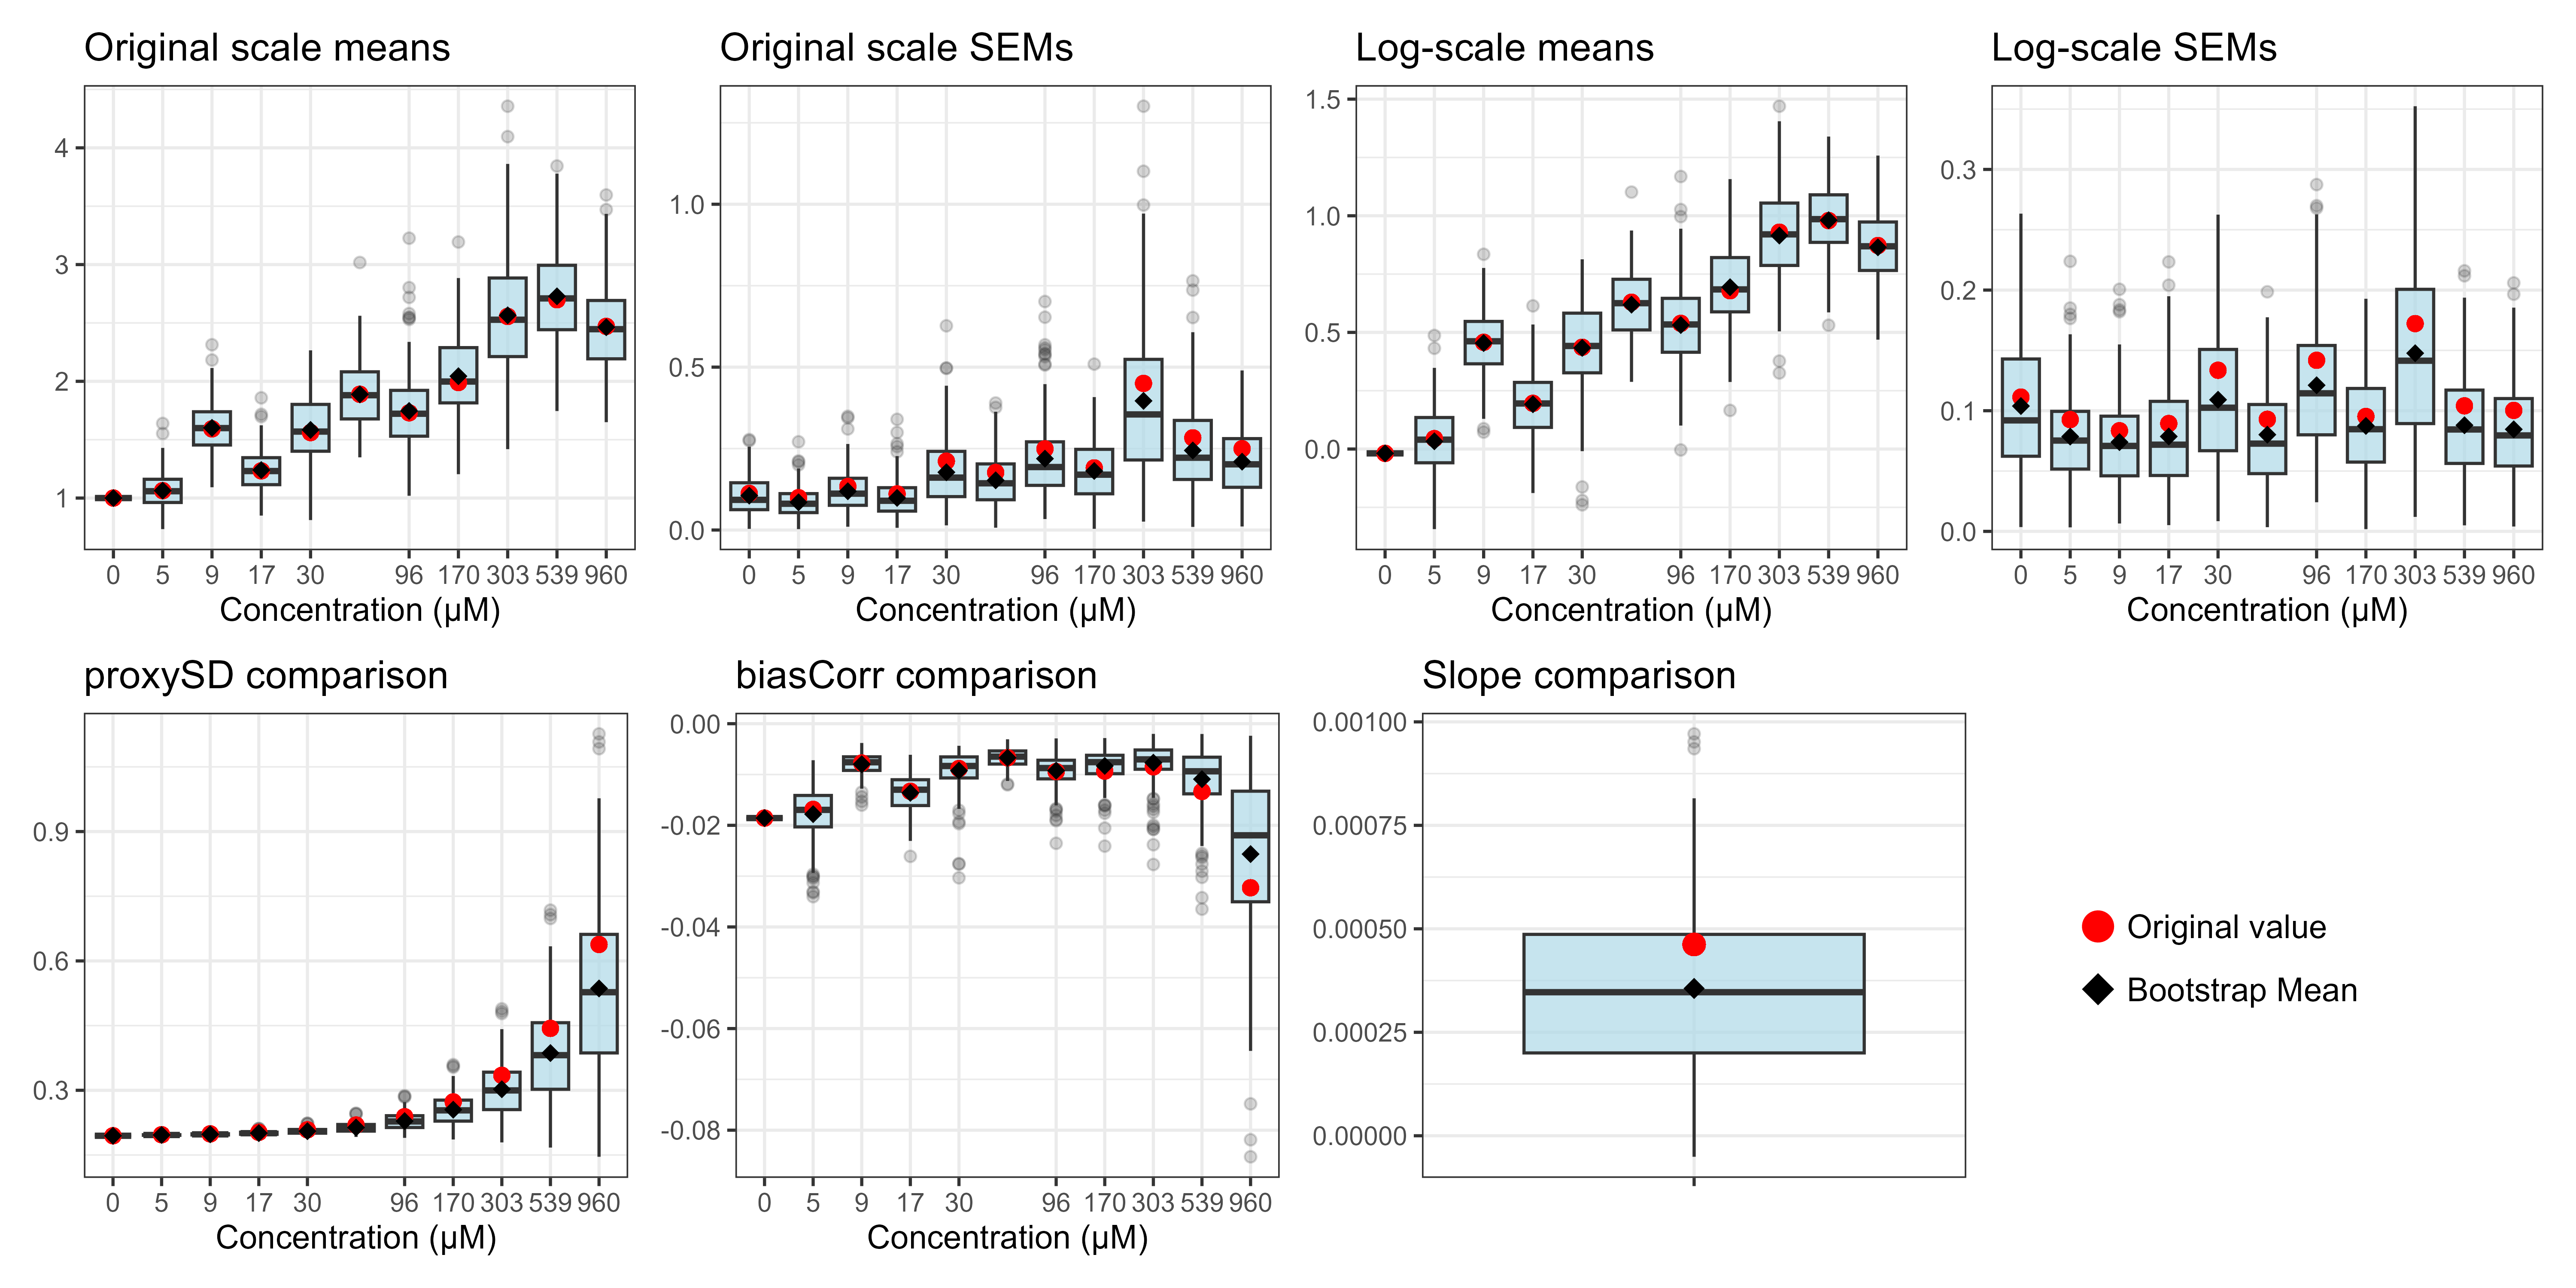 Original scale means
Original scale SEMs
Log-scale means
Log-scale SEMs
4
3
2
1
0 5 9 17 30 96 170 303 539 960
Concentration (µM)
1.0
0.5
0.0
0 5 9 17 30 96 170 303 539 960
Concentration (µM)
1.5
1.0
0.5
0.0
0 5 9 17 30 96 170 303 539 960
Concentration (µM)
0.3
0.2
0.1
0.0
0 5 9 17 30 96 170 303 539 960
Concentration (µM)
proxySD comparison
biasCorr comparison
Slope comparison
0.9
0.6
0.3
0 5 9 17 30 96 170 303 539 960
Concentration (µM)
0.00
-0.02
-0.04
-0.06
-0.08
0 5 9 17 30 96 170 303 539 960
Concentration (µM)
0.00100
0.00075
0.00050
0.00025
0.00000
Original value
Bootstrap Mean